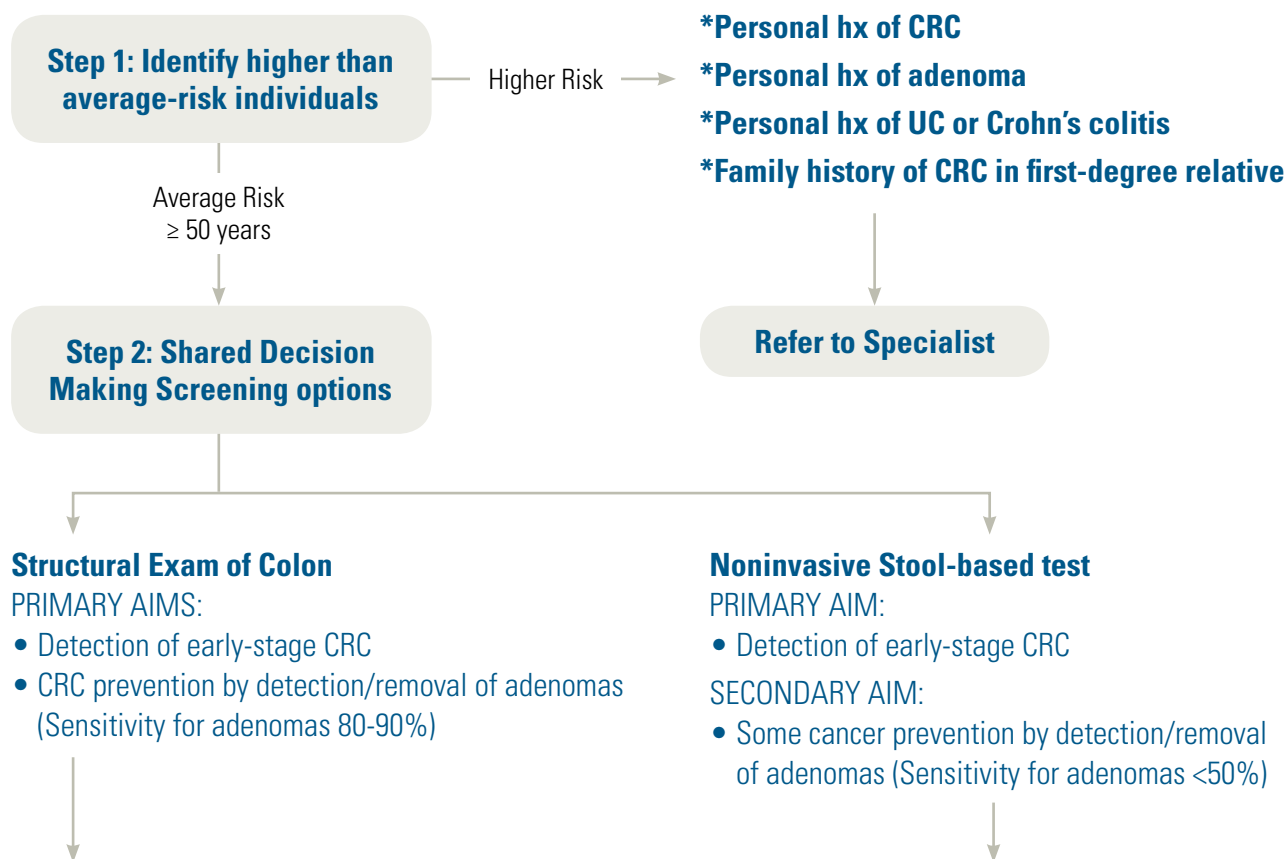 Step 1: Identify higher than
average-risk individuals
Higher Risk
*Personal hx of CRC
*Personal hx of adenoma
*Personal hx of UC or Crohn’s colitis
*Family history of CRC in first-degree relative
Average Risk
≥ 50 years
Step 2: Shared Decision
Making Screening options
Refer to Specialist
Structural Exam of Colon
PRIMARY AIMS:
• Detection of early-stage CRC
• CRC prevention by detection/removal of adenomas
(Sensitivity for adenomas 80-90%)
Noninvasive Stool-based test
PRIMARY AIM:
• Detection of early-stage CRC
SECONDARY AIM:
• Some cancer prevention by detection/removal
of adenomas (Sensitivity for adenomas <50%)